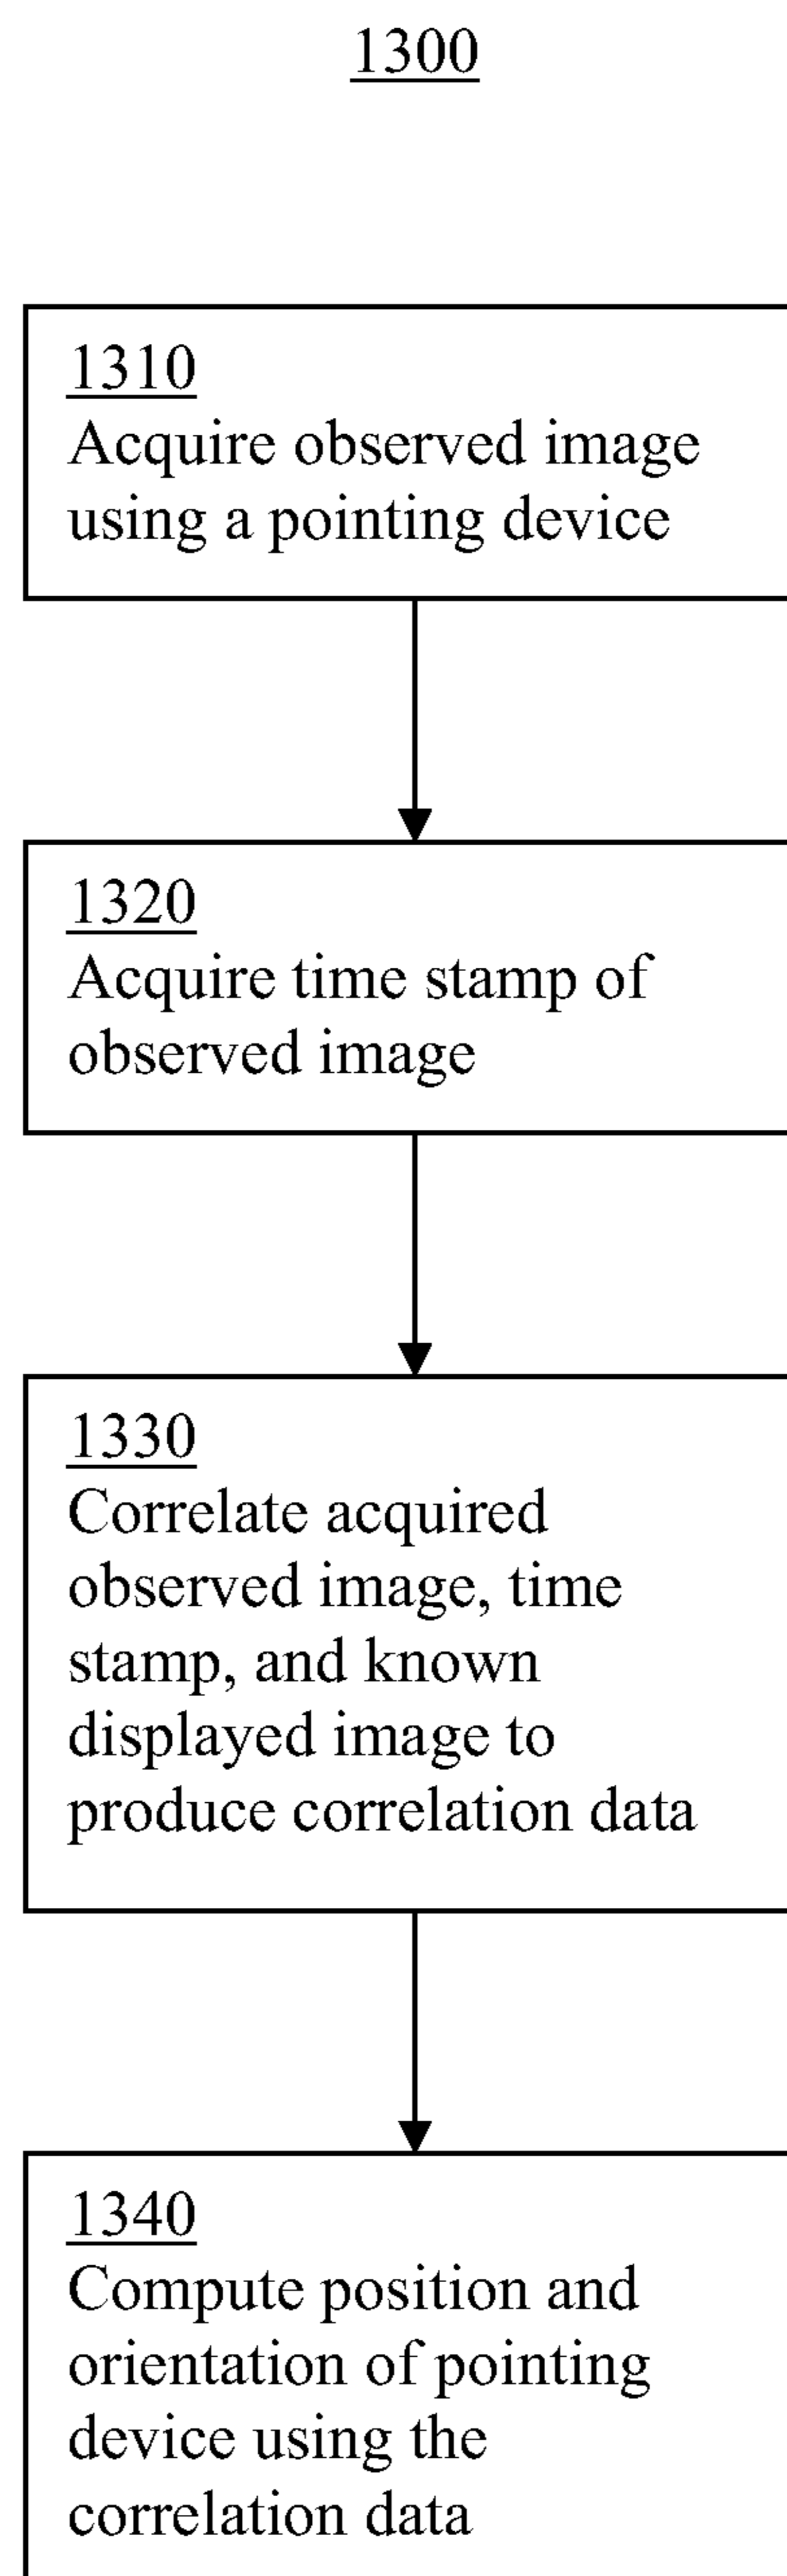 1300
1310
Acquire observed image
using a pointing device
1320
Acquire time stamp of
observed image
1330
Correlate acquired
observed image, time
stamp, and known
displayed image to
produce correlation data
1340
Compute position and
orientation of pointing
device using the
correlation data